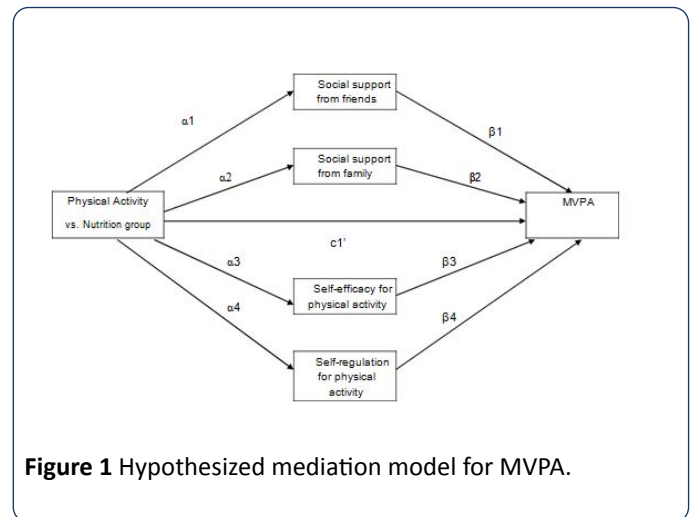 Social support
from friends
α1
β1
Social support
from family
α2
β2
Physical Activity
vs. Nutrition group
MVPA
c1’
α3
β3
Self-efficacy for
physical activity
α4
β4
Self-regulation
for physical
activity
Figure 1 Hypothesized mediation model for MVPA.